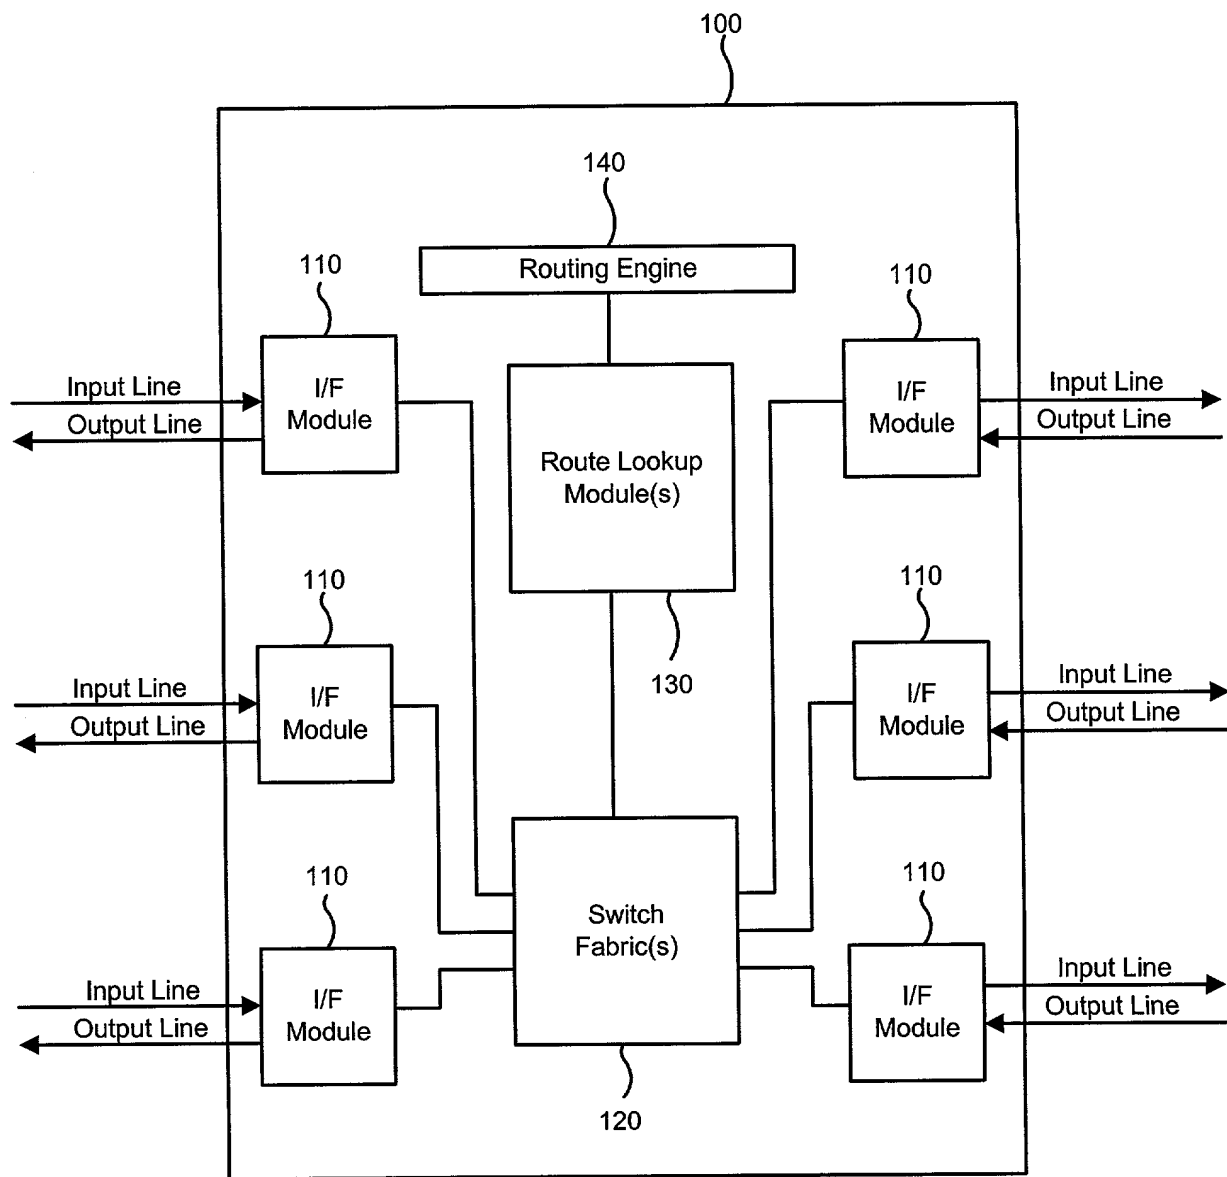 100
140
Routing Engine
110
110
Input Line
Output Line
I/F
Module
Route Lookup
Module(s)
I/F
Module
Input Line
Output Line
110
110
130
Input Line
Output Line
I/F
Module
I/F
Module
Input Line
Output Line
110
110
Switch
Fabric(s)
Input Line
Output Line
I/F
Module
I/F
Module
Input Line
Output Line
120